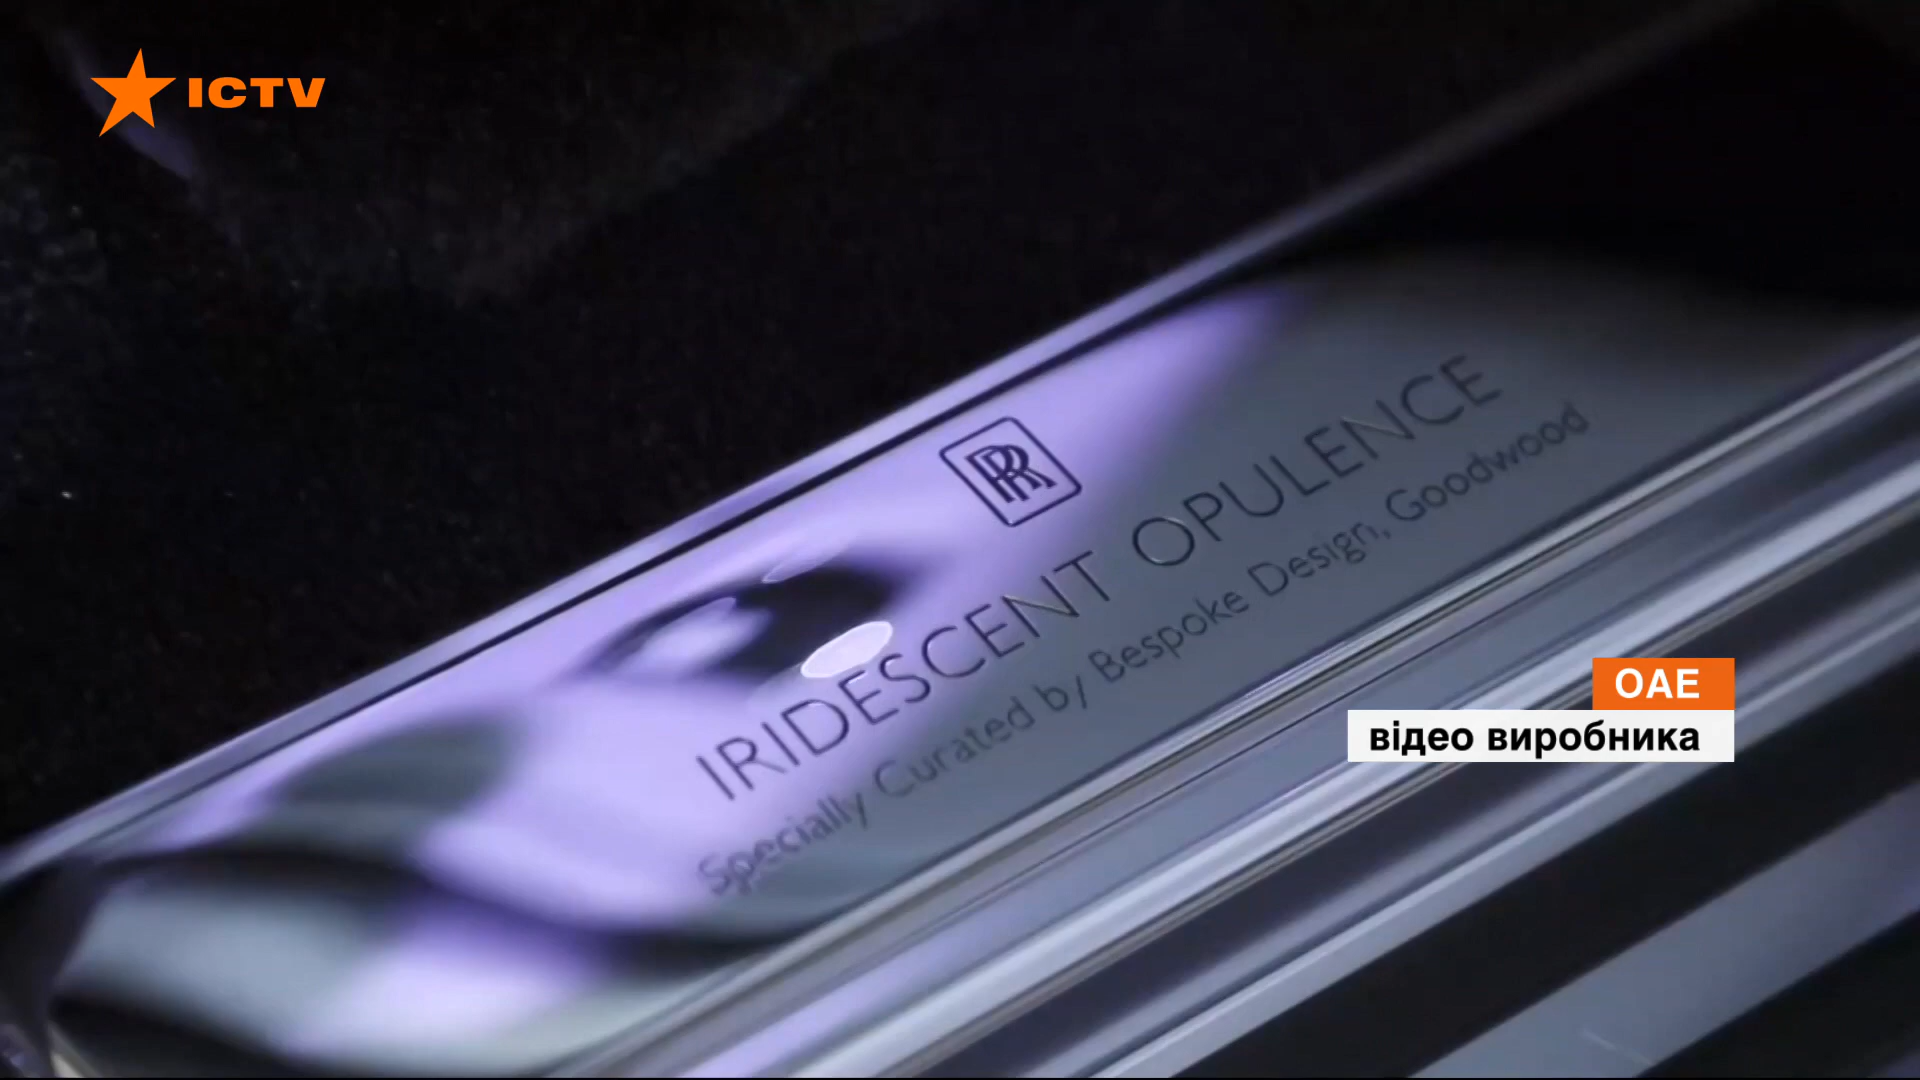 ICTV
RR
IRIDESCENT OPULENCE
Specially Curated by Bespoke Design, Goodwood
ОАЕ
відео виробника